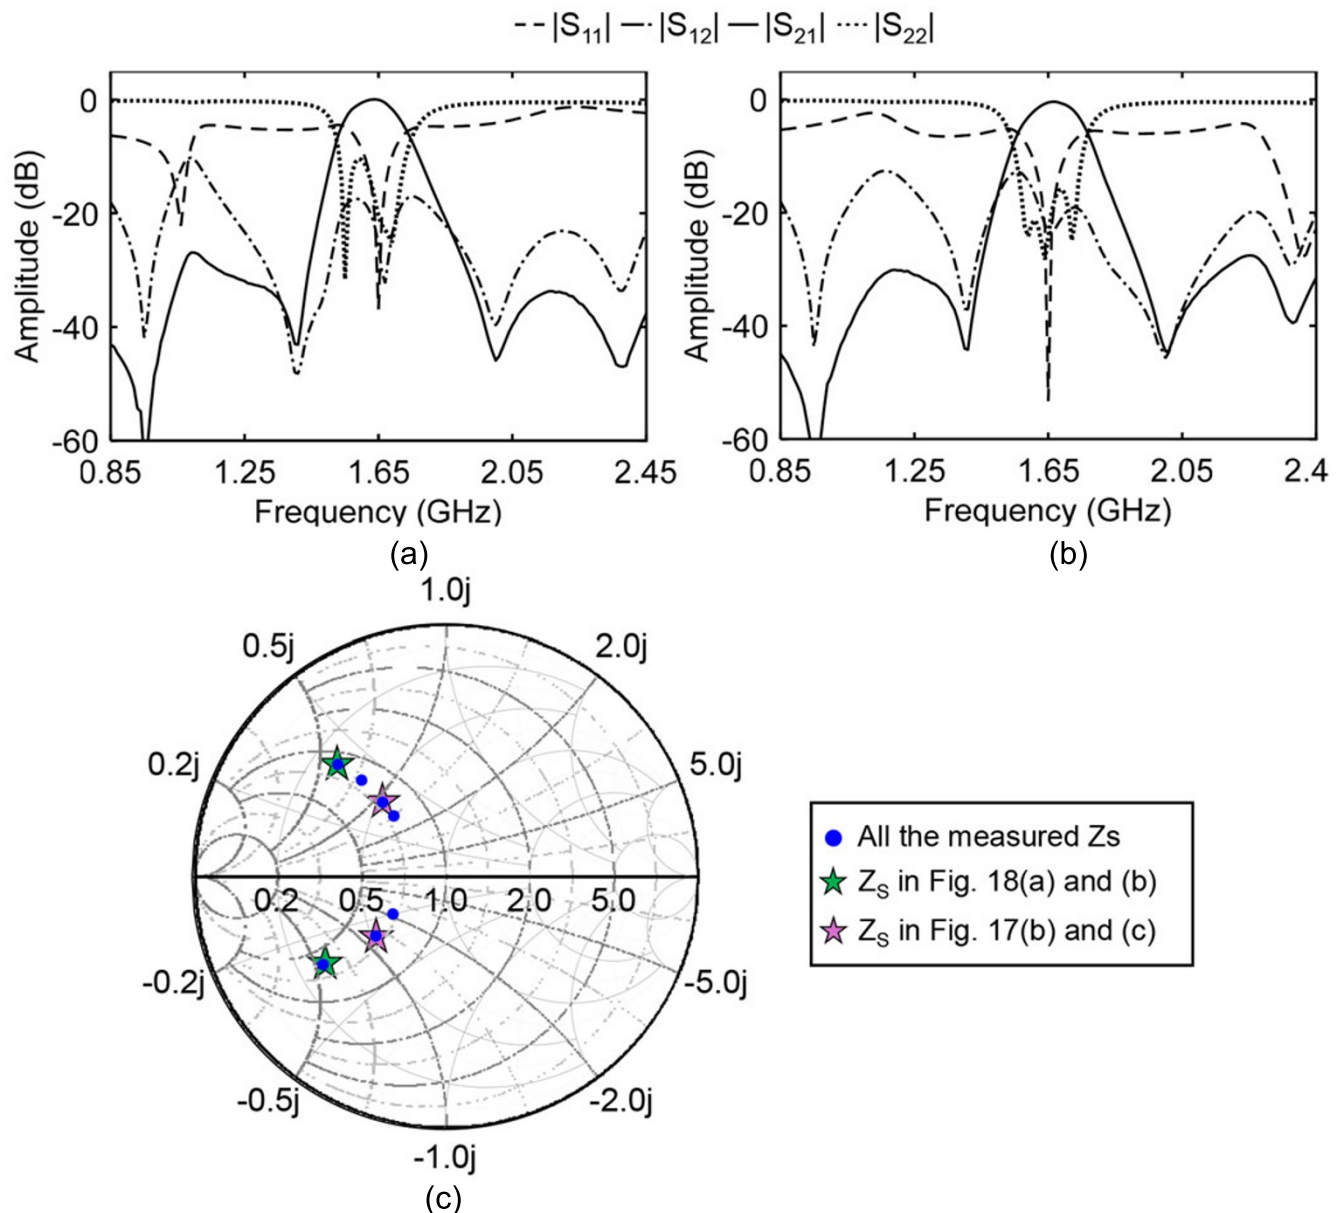 |S11| |S12| |S21| |S22|
0
-20
-40
-60
Amplitude (dB)
0.85 1.25 1.65 2.05 2.45
Frequency (GHz)
(a)
0
-20
-40
-60
Amplitude (dB)
0.85 1.25 1.65 2.05 2.4
Frequency (GHz)
(b)
1.0j
0.5j 2.0j
0.2j 5.0j
0.2 0.5 1.0 2.0 5.0
-0.2j -5.0j
-0.5j -2.0j
-1.0j
All the measured Zs
ZS in Fig. 18(a) and (b)
ZS in Fig. 17(b) and (c)
(c)